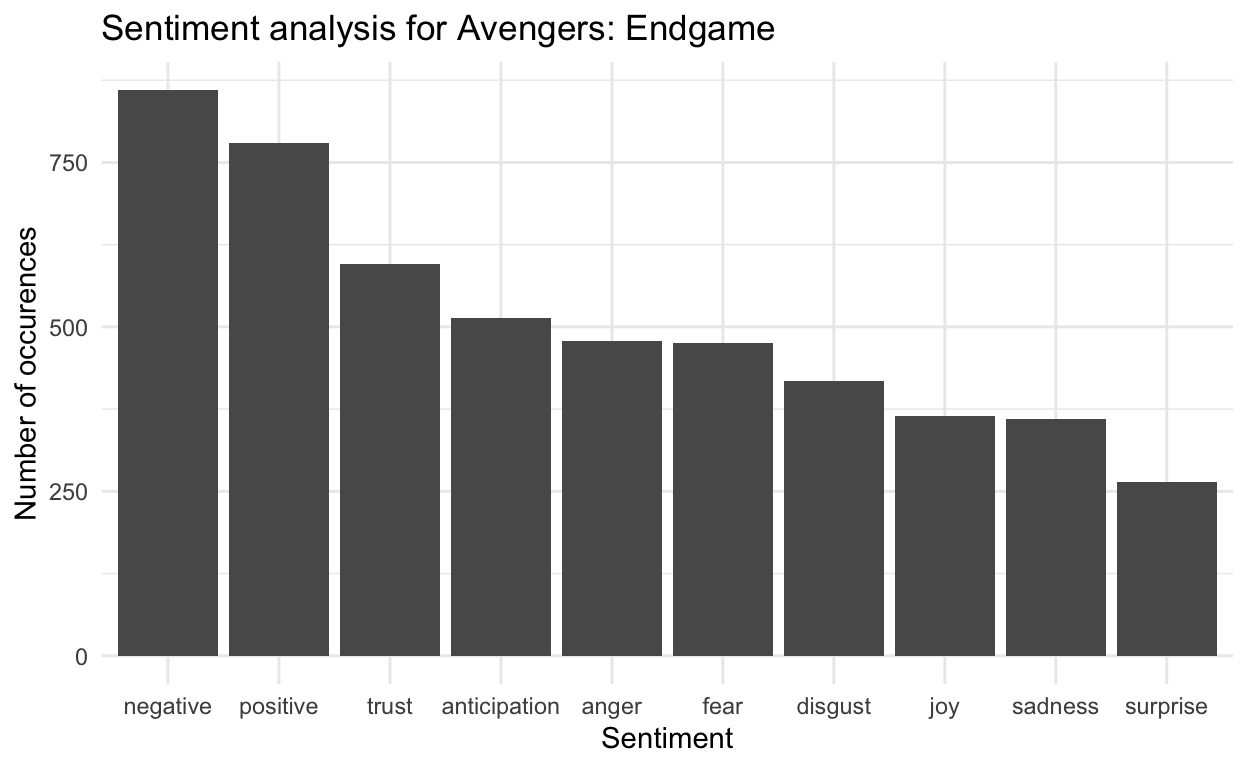 Sentiment analysis for Avengers: Endgame
Number of occurences
750
500
250
0
negative positive trust anticipation anger fear disgust joy sadness surprise
Sentiment